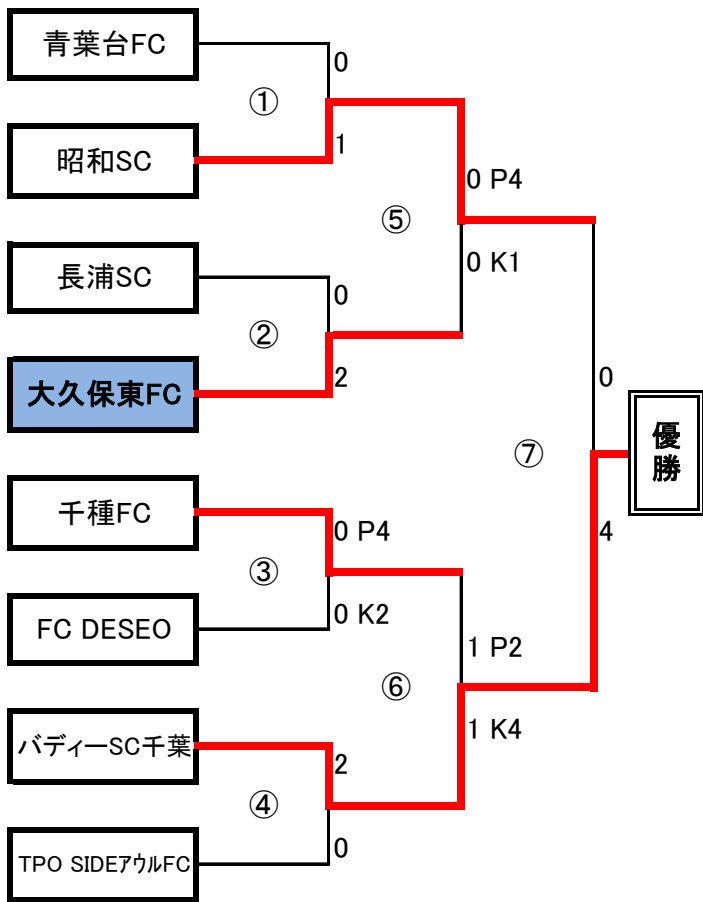 青葉台FC
0
①
昭和SC
1
0 P4
⑤
0 K1
長浦SC
0
②
大久保東FC
2
0
⑦
優
勝
4
千種FC
0 P4
③
FC DESEO
0 K2
1 P2
⑥
1 K4
バディーSC千葉
2
④
TPO SIDEアウルFC
0